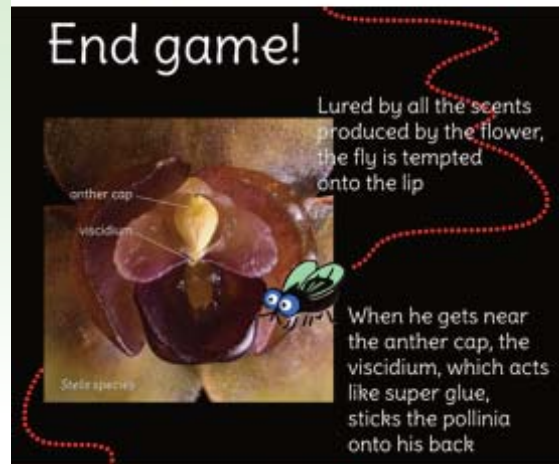 End game!
Lured by all the scents
produced by the flower,
the fly is tempted
onto the lip
anther cap
viscidium
When he gets near
the anther cap, the
viscidium, which acts
like super glue,
sticks the pollinia
onto his back
Stelis species